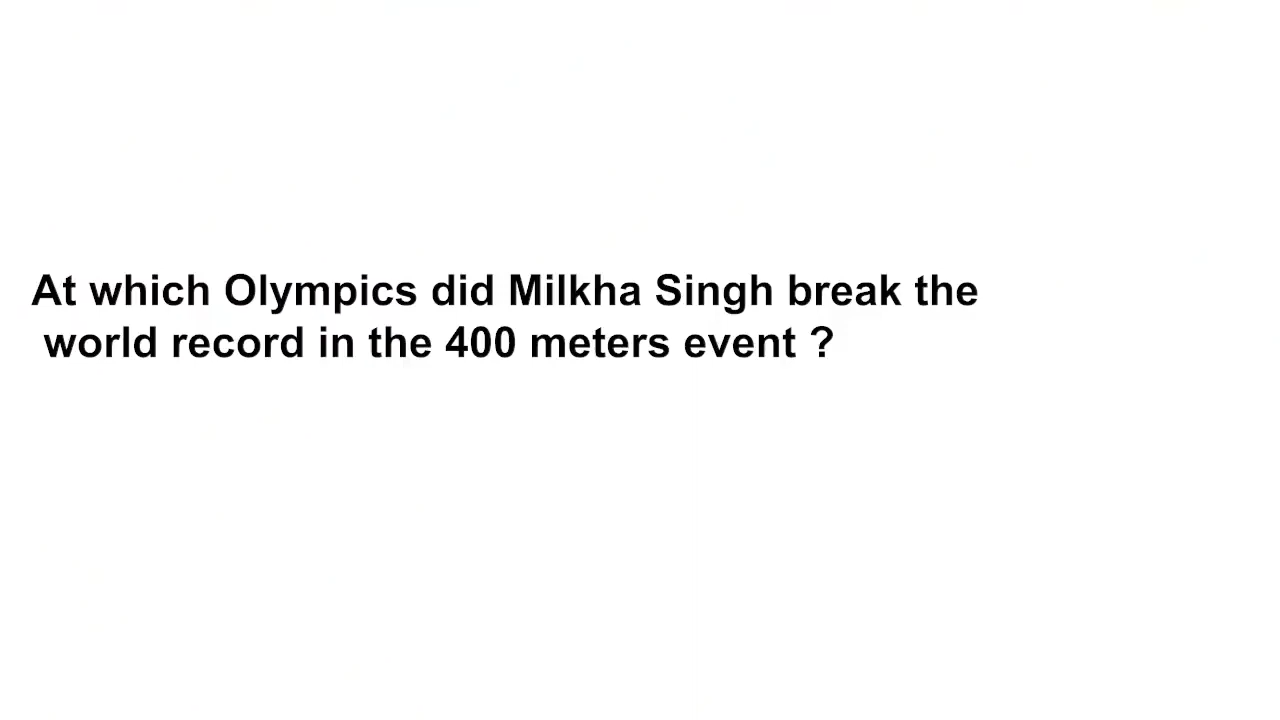 At which Olympics did Milkha Singh break the
world record in the 400 meters event ?